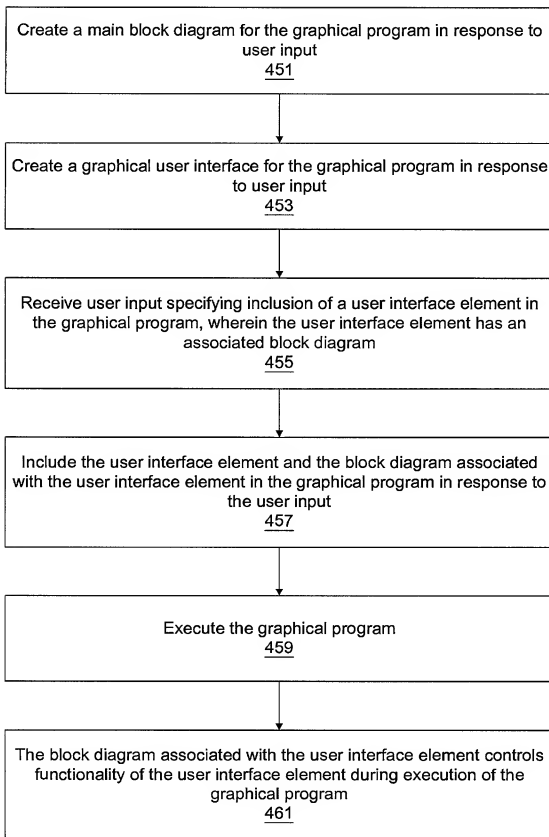 Create a main block diagram for the graphical program in response to
user input
451
Create a graphical user interface for the graphical program in response
to user input
453
Receive user input specifying inclusion of a user interface element in
the graphical program, wherein the user interface element has an
associated block diagram
455
Include the user interface element and the block diagram associated
with the user interface element in the graphical program in response to
the user input
457
Execute the graphical program
459
The block diagram associated with the user interface element controls
functionality of the user interface element during execution of the
graphical program
461